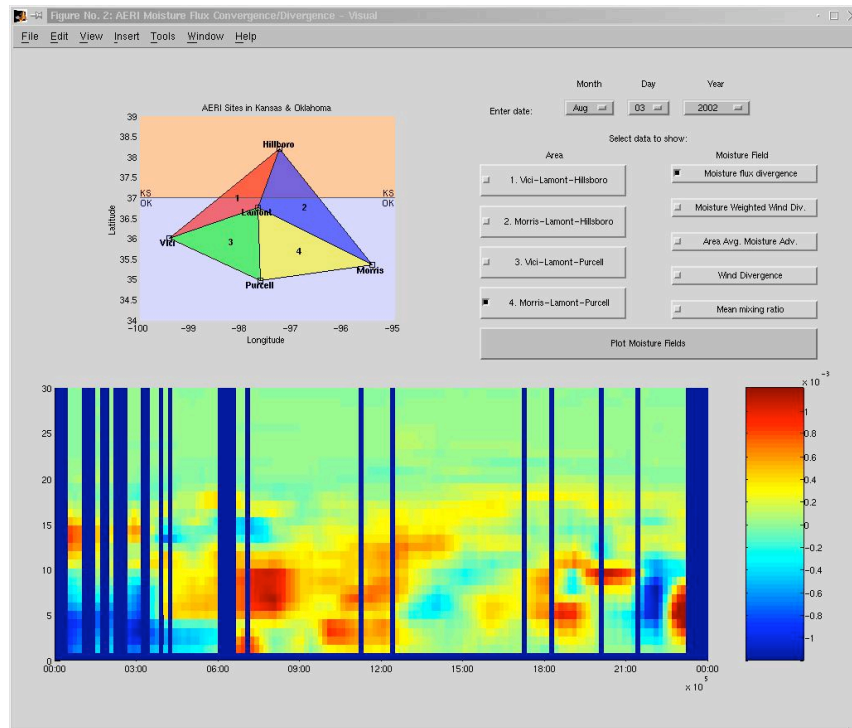 Figure No. 2: AERI Moisture Flux Convergence/Divergence - Visual
File Edit View Insert Tools Window Help
Month Day Year
Enter date: Aug 03 2002
Select data to show:
Area Moisture Field
1. Vici-Lamont-Hillsboro
2. Morris-Lamont-Hillsboro
3. Vici-Lamont-Purcell
4. Morris-Lamont-Purcell
Moisture flux divergence
Moisture Weighted Wind Div.
Area Avg. Moisture Adv.
Wind Divergence
Mean mixing ratio
Plot Moisture Fields
AERI Sites in Kansas & Oklahoma
39
38.5
38
37.5
37
36.5
36
35.5
35
34.5
34
Latitude
Hillboro
KS KS
OK OK
1
2
Lamont
Vici
3
4
Morris
Purcell
-100 -99 -98 -97 -96 -95
Longitude
30
25
20
15
10
5
0
00:00 03:00 06:00 09:00 12:00 15:00 18:00 21:00 00:00
x 10^5
x 10^-3
1
0.8
0.6
0.4
0.2
0
-0.2
-0.4
-0.6
-0.8
-1